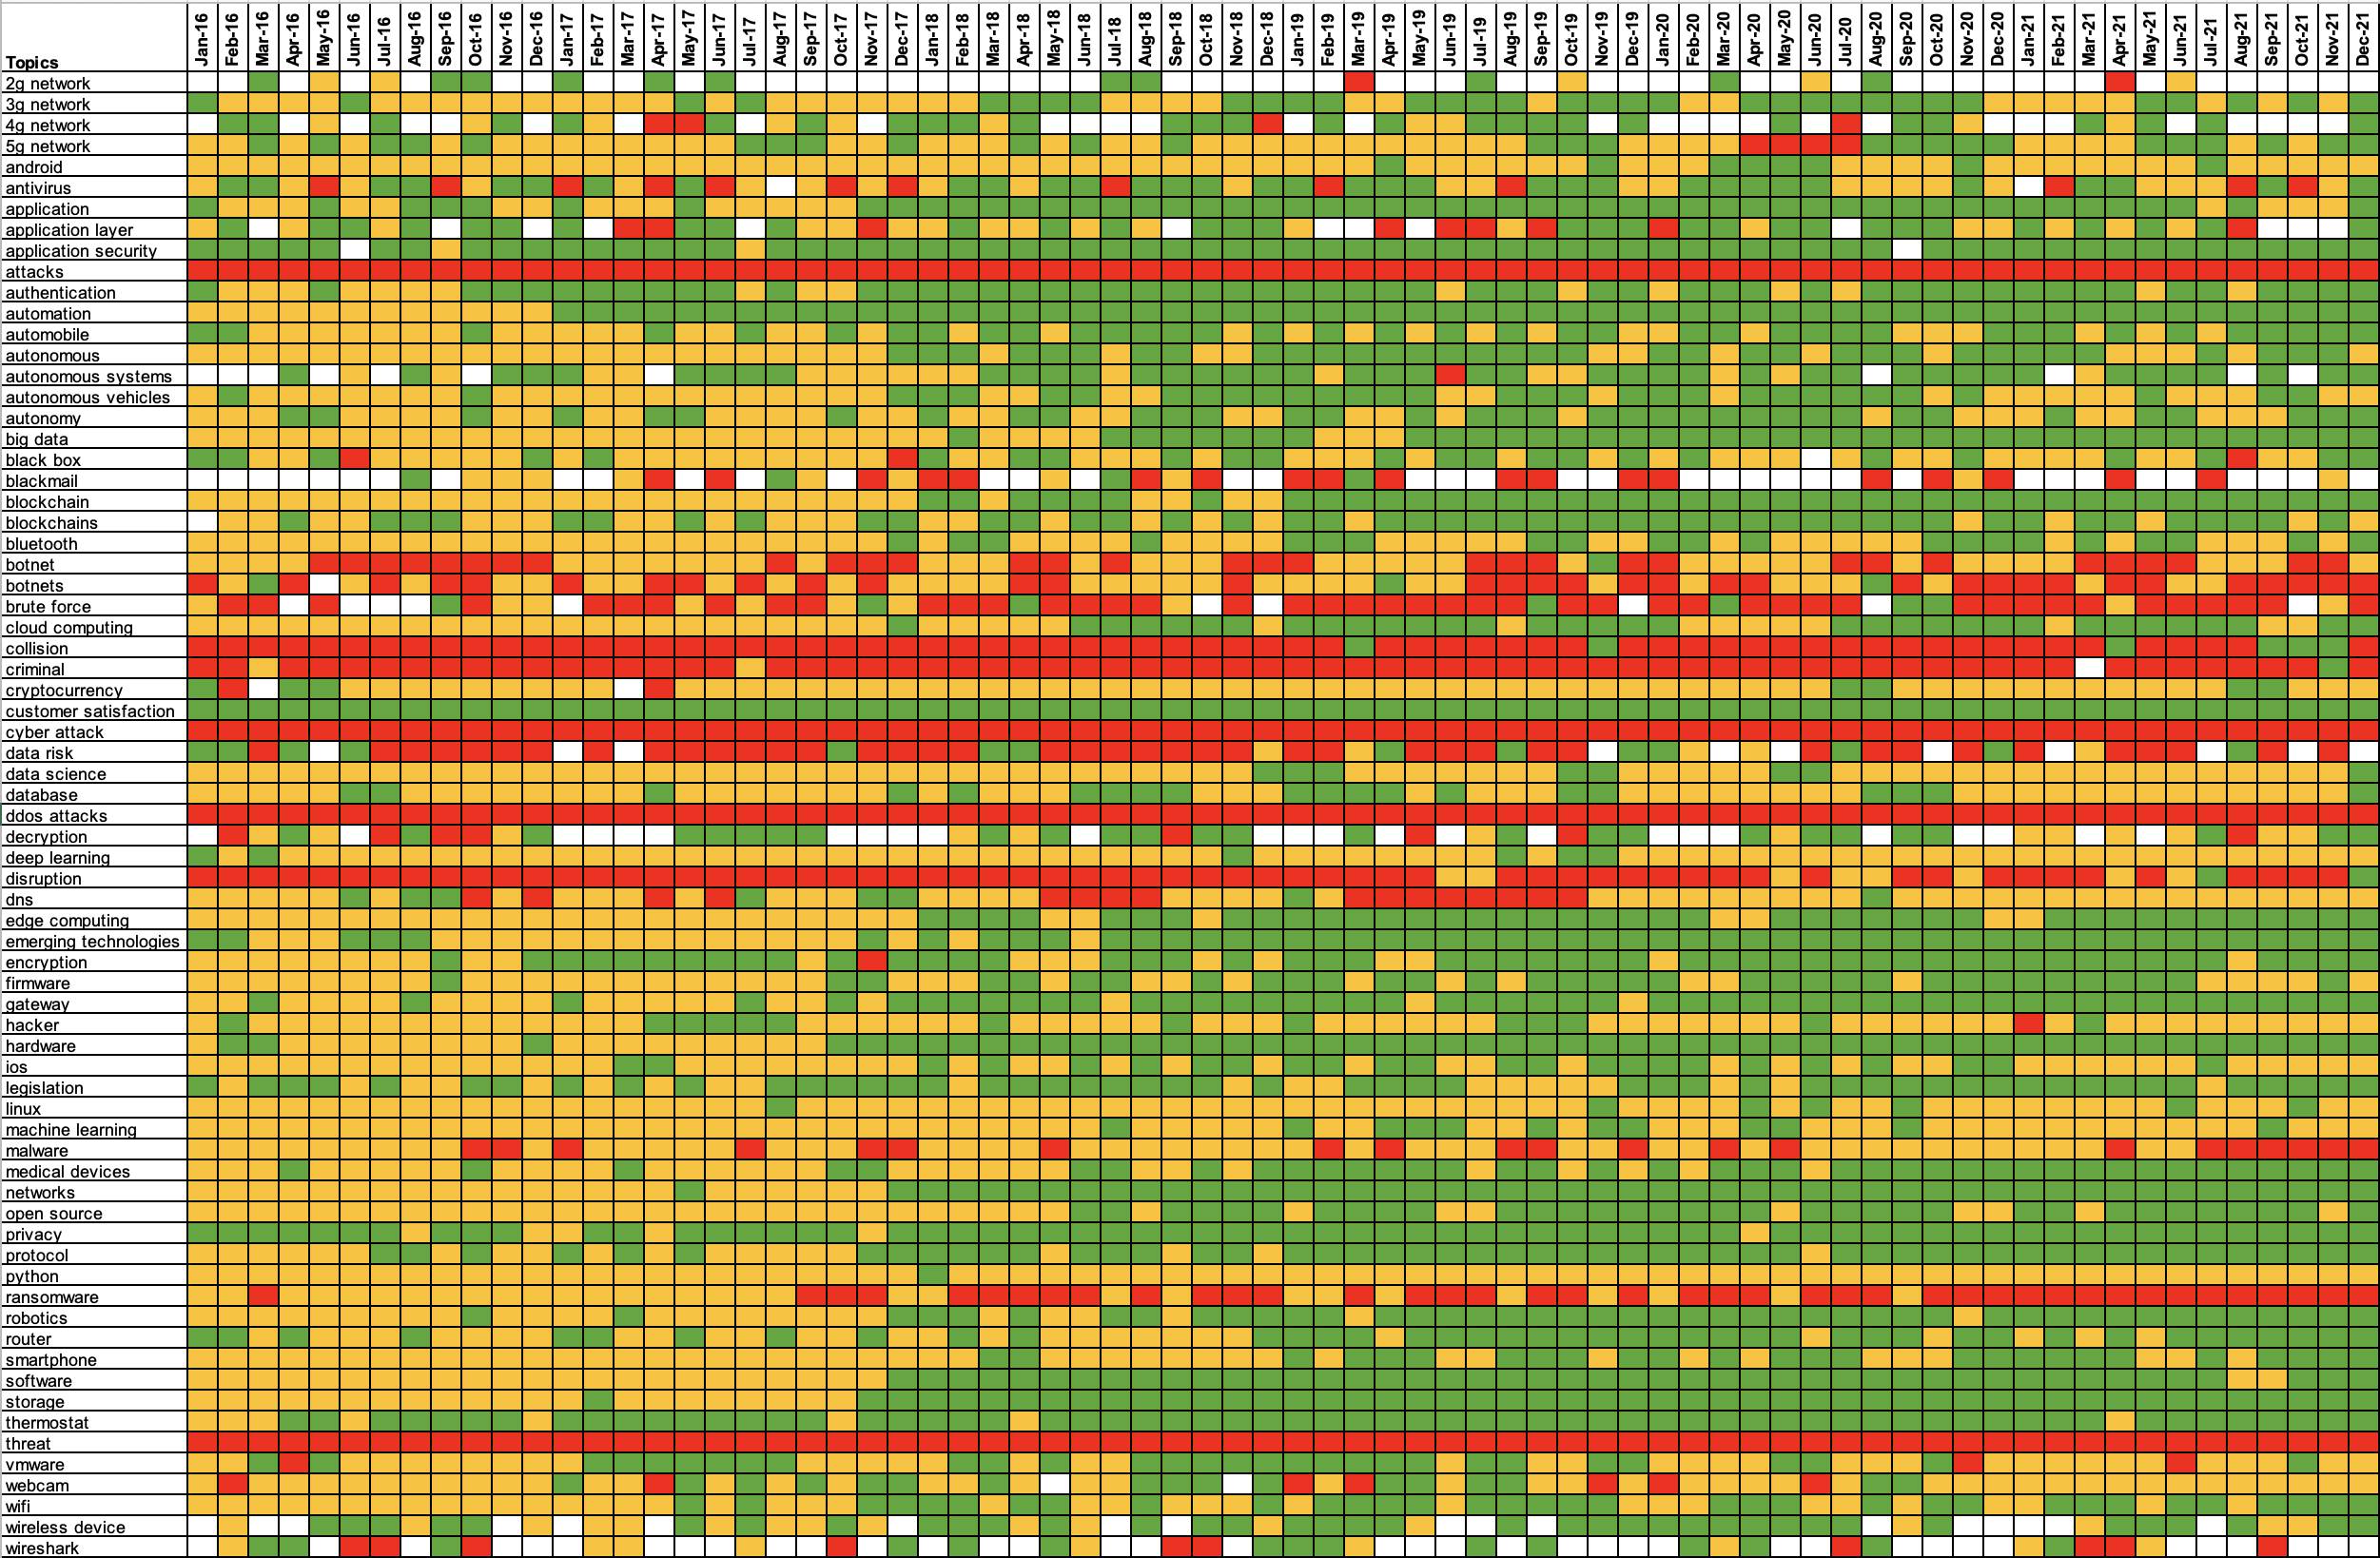 Topics Jan-16 Feb-16 Mar-16 Apr-16 May-16 Jun-16 Jul-16 Aug-16 Sep-16 Oct-16 Nov-16 Dec-16 Jan-17 Feb-17 Mar-17 Apr-17 May-17 Jun-17 Jul-17 Aug-17 Sep-17 Oct-17 Nov-17 Dec-17 Jan-18 Feb-18 Mar-18 Apr-18 May-18 Jun-18 Jul-18 Aug-18 Sep-18 Oct-18 Nov-18 Dec-18 Jan-19 Feb-19 Mar-19 Apr-19 May-19 Jun-19 Jul-19 Aug-19 Sep-19 Oct-19 Nov-19 Dec-19 Jan-20 Feb-20 Mar-20 Apr-20 May-20 Jun-20 Jul-20 Aug-20 Sep-20 Oct-20 Nov-20 Dec-20 Jan-21 Feb-21 Mar-21 Apr-21 May-21 Jun-21 Jul-21 Aug-21 Sep-21 Oct-21 Nov-21 Dec-21
2g network
3g network
4g network
5g network
android
antivirus
application
application layer
application security
attacks
authentication
automation
automobile
autonomous
autonomous systems
autonomous vehicles
autonomy
big data
black box
blackmail
blockchain
blockchains
bluetooth
botnet
botnets
brute force
cloud computing
collision
criminal
cryptocurrency
customer satisfaction
cyber attack
data risk
data science
database
ddos attacks
decryption
deep learning
disruption
dns
edge computing
emerging technologies
encryption
firmware
gateway
hacker
hardware
ios
legislation
linux
machine learning
malware
medical devices
networks
open source
privacy
protocol
python
ransomware
robotics
router
smartphone
software
storage
thermostat
threat
vmware
webcam
wifi
wireless device
wireshark